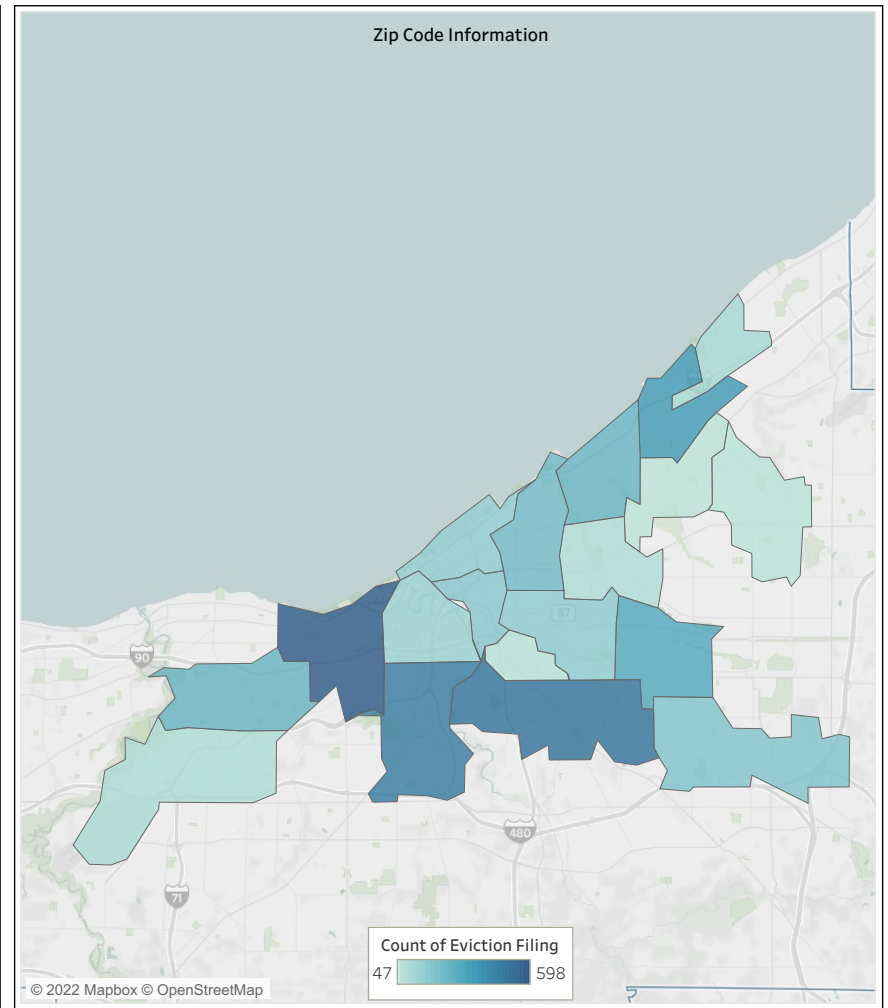 Zip Code Information
87
90
480
71
Count of Eviction Filing
47 598
© 2022 Mapbox © OpenStreetMap